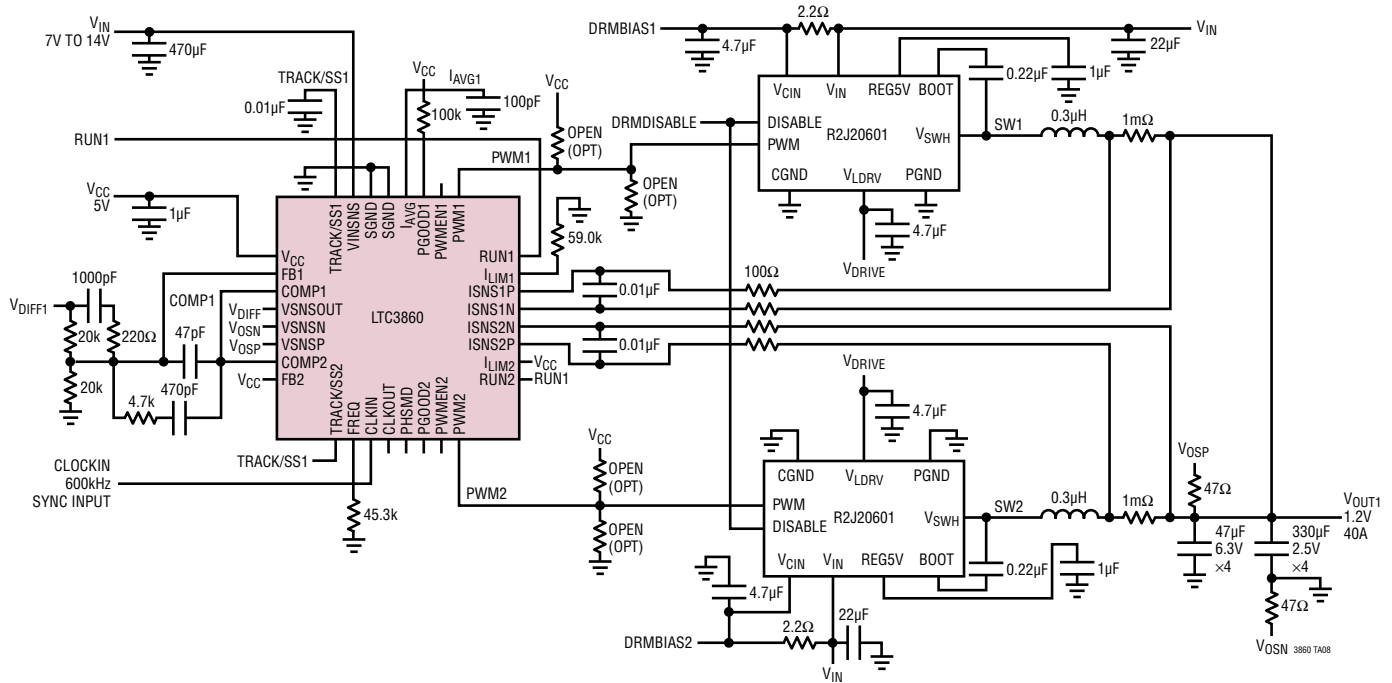 VIN
7V TO 14V
470µF
TRACK/SS1
0.01µF
RUN1
VCC
5V
1µF
VCC
100k
IAVG1
100pF
VCC
OPEN
(OPT)
PWM1
OPEN
(OPT)
59.0k
DRMBIAS1
4.7µF
2.2Ω
VIN
22µF
0.22µF
1µF
VCIN
VIN
REG5V
BOOT
DRMDISABLE
DISABLE
PWM
R2J20601
VSWH
CGND
VLDRV
PGND
SW1
0.3µH
1mΩ
4.7µF
VDRIVE
TRACK/SS1
VINSNS
SGND
SGND
IAVG
PGOOD1
PWMEN1
PWM1
VCC
FB1
COMP1
VSNSOUT
VSNSN
VSNSP
COMP2
FB2
LTC3860
RUN1
ILIM1
ISNS1P
ISNS1N
ISNS2N
ISNS2P
ILIM2
RUN2
TRACK/SS2
FREQ
CLKIN
CLKOUT
PHSMD
PGOOD2
PWMEN2
PWM2
1000pF
VDIFF1
COMP1
20k
220Ω
47pF
20k
470pF
4.7k
VDIFF
VOSN
VOSP
VCC
0.01µF
100Ω
0.01µF
VCC
RUN1
TRACK/SS1
CLOCKIN
600kHz
SYNC INPUT
45.3k
PWM2
VCC
OPEN
(OPT)
OPEN
(OPT)
VDRIVE
4.7µF
CGND
VLDRV
PGND
PWM
DISABLE
R2J20601
VSWH
VCIN
VIN
REG5V
BOOT
SW2
0.3µH
1mΩ
0.22µF
1µF
4.7µF
DRMBIAS2
2.2Ω
22µF
VIN
VOSP
47Ω
VOUT1
1.2V
40A
47µF
6.3V
×4
330µF
2.5V
×4
47Ω
VOSN
3860 TA08